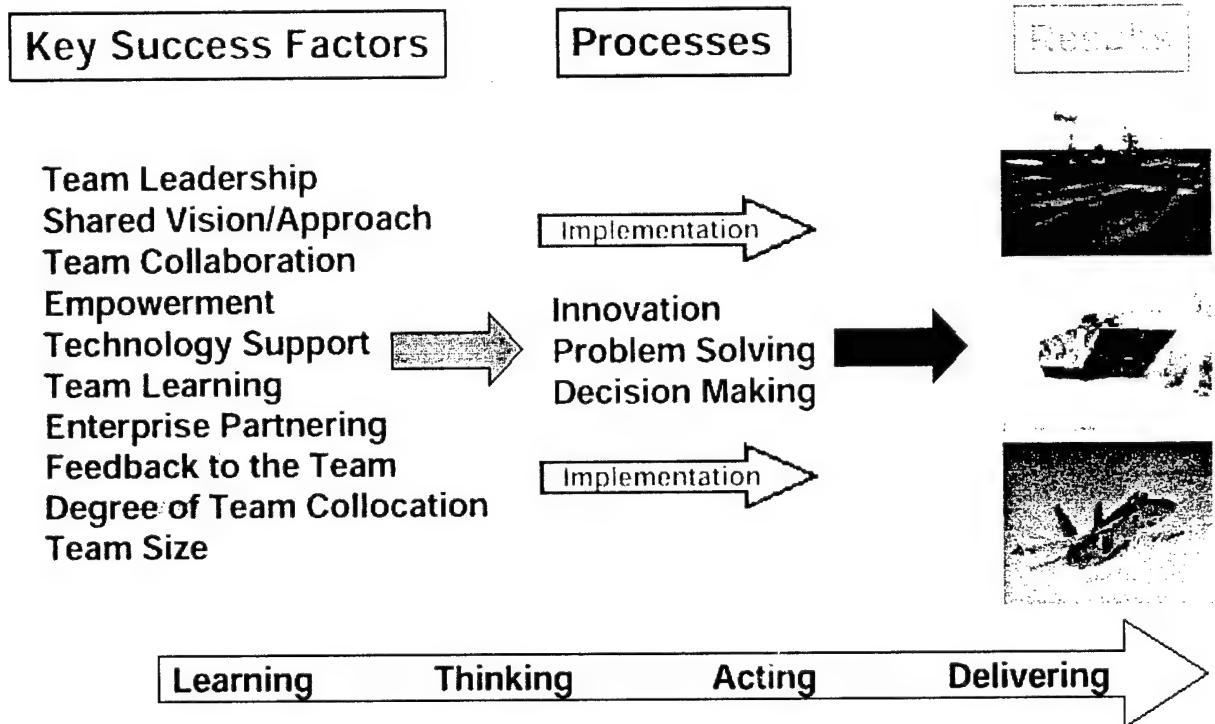 Key Success Factors
Processes
Results
Team Leadership
Shared Vision/Approach
Team Collaboration
Empowerment
Technology Support
Team Learning
Enterprise Partnering
Feedback to the Team
Degree of Team Collocation
Team Size
Implementation
Innovation
Problem Solving
Decision Making
Implementation
Learning Thinking Acting Delivering